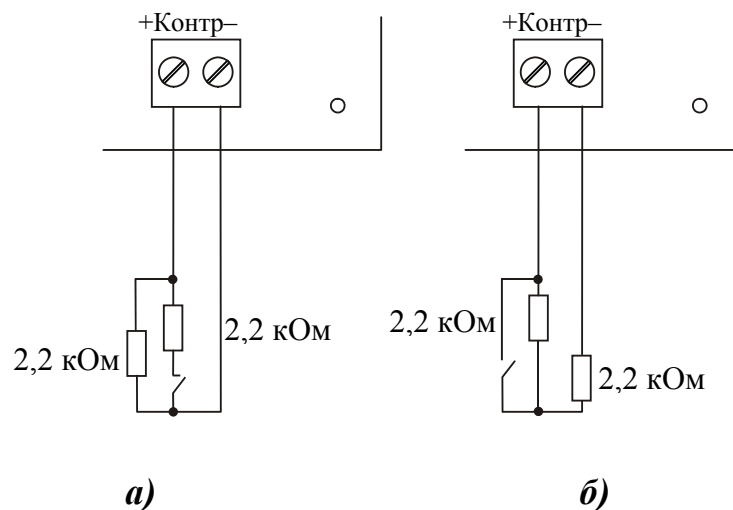 +Контр–
+Контр–
2,2 кОм
2,2 кОм
2,2 кОм
2,2 кОм
а)
б)